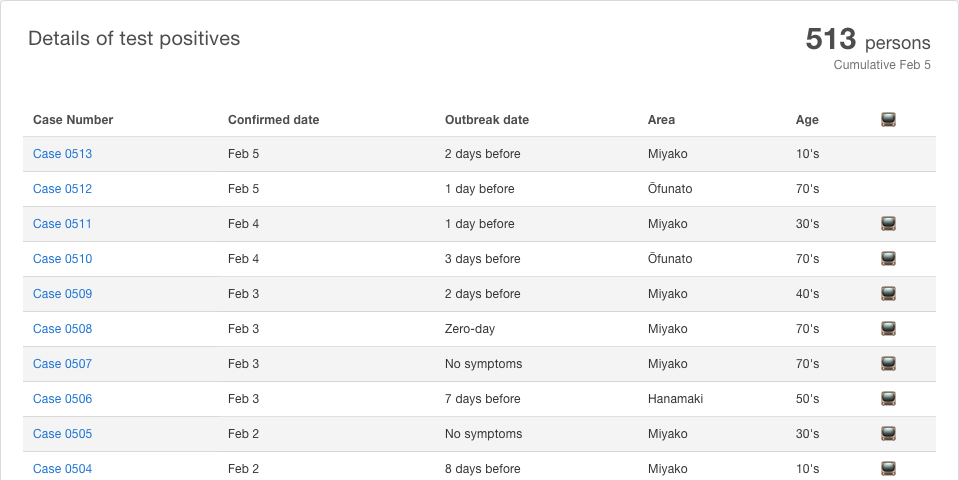 Details of test positives
513 persons
Cumulative Feb 5
Case Number Confirmed date Outbreak date Area Age
Case 0513 Feb 5 2 days before Miyako 10's
Case 0512 Feb 5 1 day before Ōfunato 70's
Case 0511 Feb 4 1 day before Miyako 30's
Case 0510 Feb 4 3 days before Ōfunato 70's
Case 0509 Feb 3 2 days before Miyako 40's
Case 0508 Feb 3 Zero-day Miyako 70's
Case 0507 Feb 3 No symptoms Miyako 70's
Case 0506 Feb 3 7 days before Hanamaki 50's
Case 0505 Feb 2 No symptoms Miyako 30's
Case 0504 Feb 2 8 days before Miyako 10's